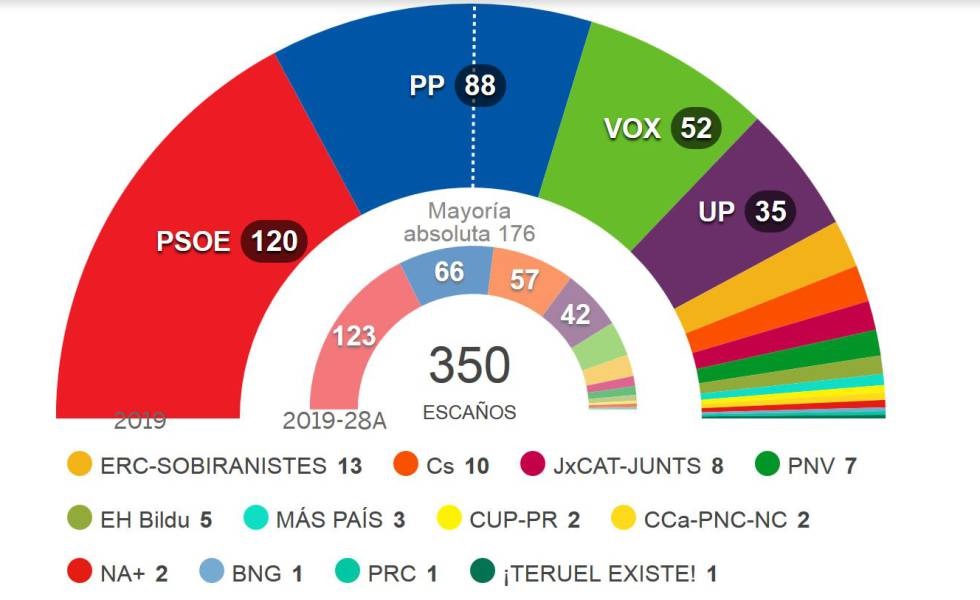 PP 88
VOX 52
UP 35
PSOE 120
Mayoría
absoluta 176
66
57
42
123
350
ESCAÑOS
2019
2019-28A
ERC-SOBIRANISTES 13
Cs 10
JxCAT-JUNTS 8
PNV 7
EH Bildu 5
MÁS PAÍS 3
CUP-PR 2
CCa-PNC-NC 2
NA+ 2
BNG 1
PRC 1
¡TERUEL EXISTE! 1